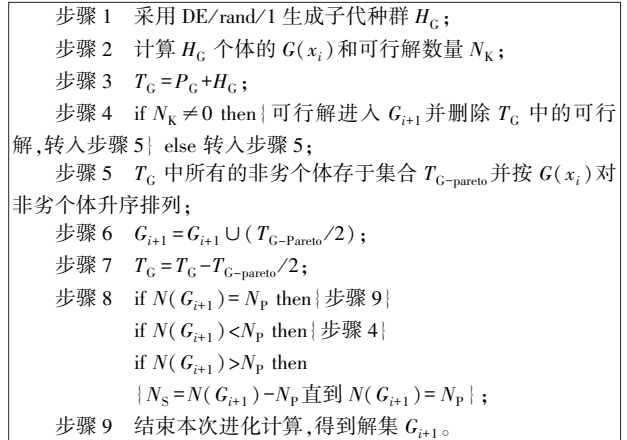 步骤 1 采用 DE/rand/1 生成子代种群 H_G;
步骤 2 计算 H_G 个体的 G(x_i)和可行解数量 N_K;
步骤 3 T_G=P_G+H_G;
步骤 4 if N_K≠0 then{可行解进入 G_{i+1}并删除 T_G 中的可行
解,转入步骤 5} else 转入步骤 5;
步骤 5 T_G 中所有的非劣个体存于集合 T_{G-pareto}并按 G(x_i)对
非劣个体升序排列;
步骤 6 G_{i+1}=G_{i+1}∪(T_{G-Pareto}/2);
步骤 7 T_G=T_G-T_{G-pareto}/2;
步骤 8 if N(G_{i+1})=N_P then{步骤 9}
if N(G_{i+1})<N_P then{步骤 4}
if N(G_{i+1})>N_P then
{N_S=N(G_{i+1})-N_P直到 N(G_{i+1})=N_P};
步骤 9 结束本次进化计算,得到解集 G_{i+1}。